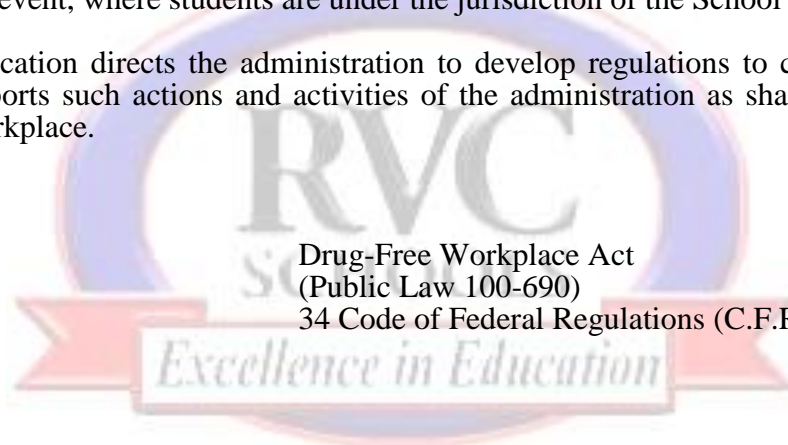 event, where students are under the jurisdiction of the School
cation directs the administration to develop regulations to
ports such actions and activities of the administration as
rkplace.
RVC
SCHOOLS
Drug-Free Workplace Act
(Public Law 100-690)
34 Code of Federal Regulations (C.F.R
Excellence in Education